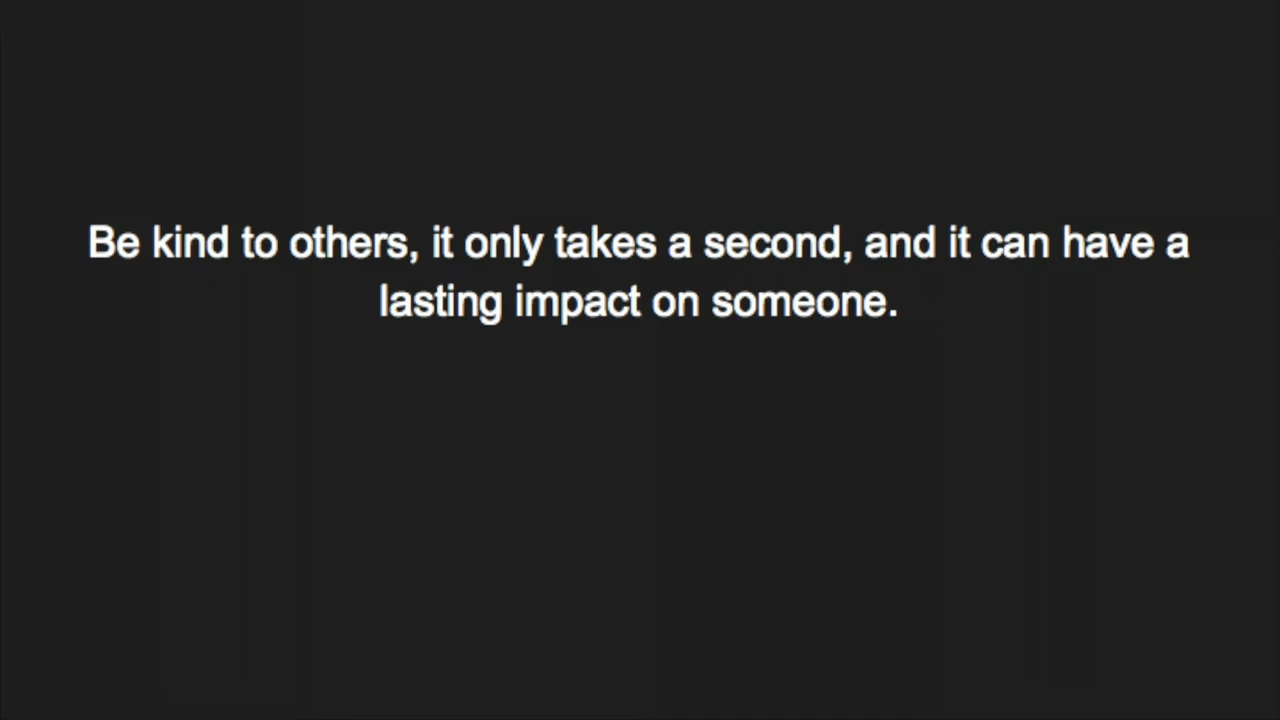 Be kind to others, it only takes a second, and it can have a
lasting impact on someone.